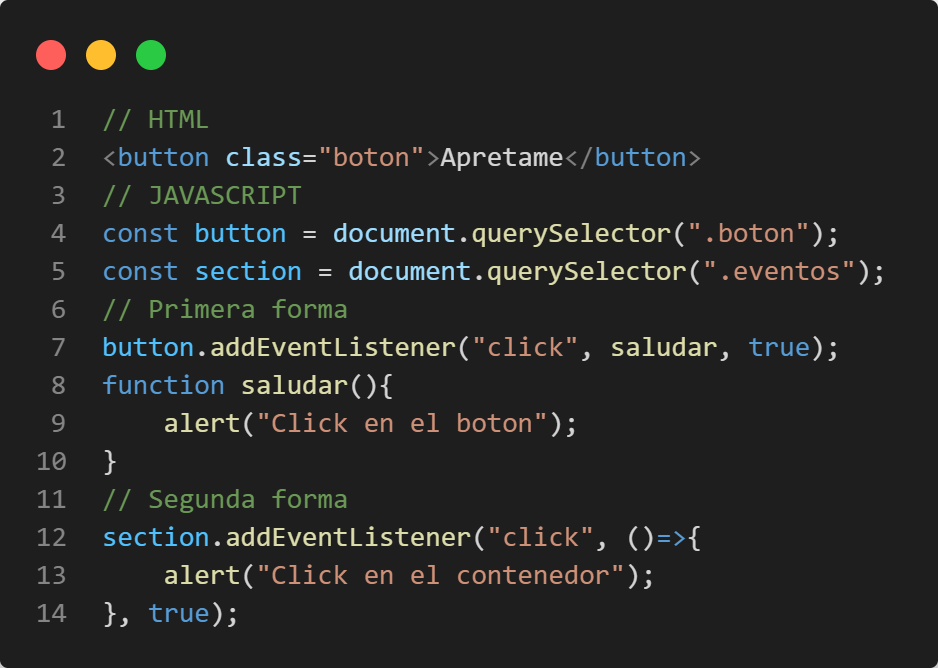 1 // HTML
2 <button class="boton">Apretame</button>
3 // JAVASCRIPT
4 const button = document.querySelector(".boton");
5 const section = document.querySelector(".eventos");
6 // Primera forma
7 button.addEventListener("click", saludar, true);
8 function saludar(){
9     alert("Click en el boton");
10 }
11 // Segunda forma
12 section.addEventListener("click", ()=>{
13     alert("Click en el contenedor");
14 }, true);